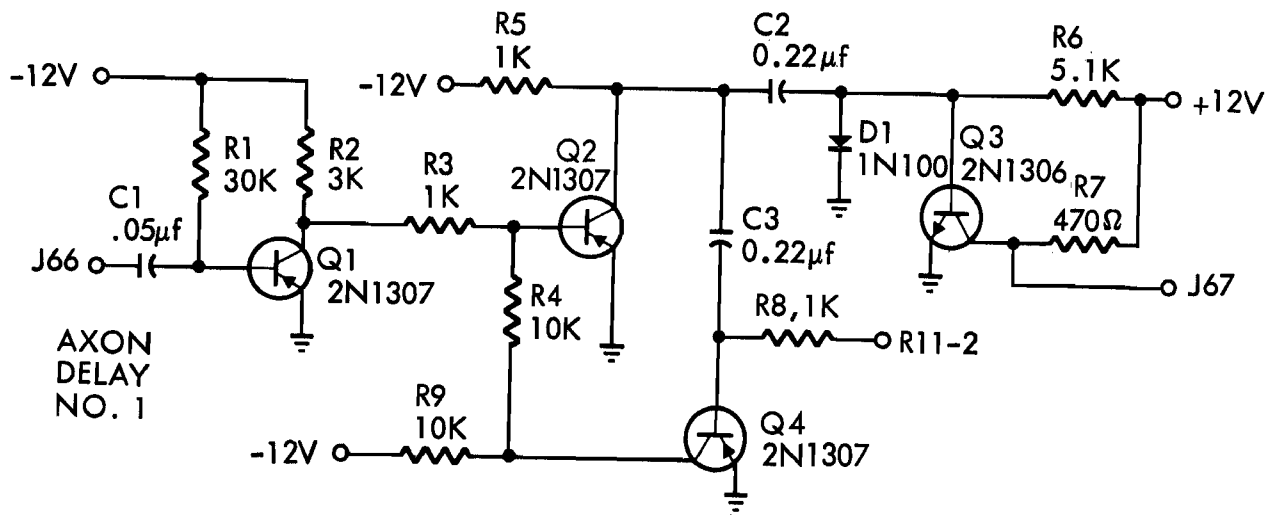 R5
1K
C2
0.22μf
R6
5.1K
-12V
-12V
+12V
R1
30K
R2
3K
R3
1K
Q2
2N1307
D1
1N100
Q3
2N1306
R7
470Ω
C1
.05μf
C3
0.22μf
J66
Q1
2N1307
R4
10K
J67
R8, 1K
R11-2
AXON
DELAY
NO. 1
R9
10K
-12V
Q4
2N1307